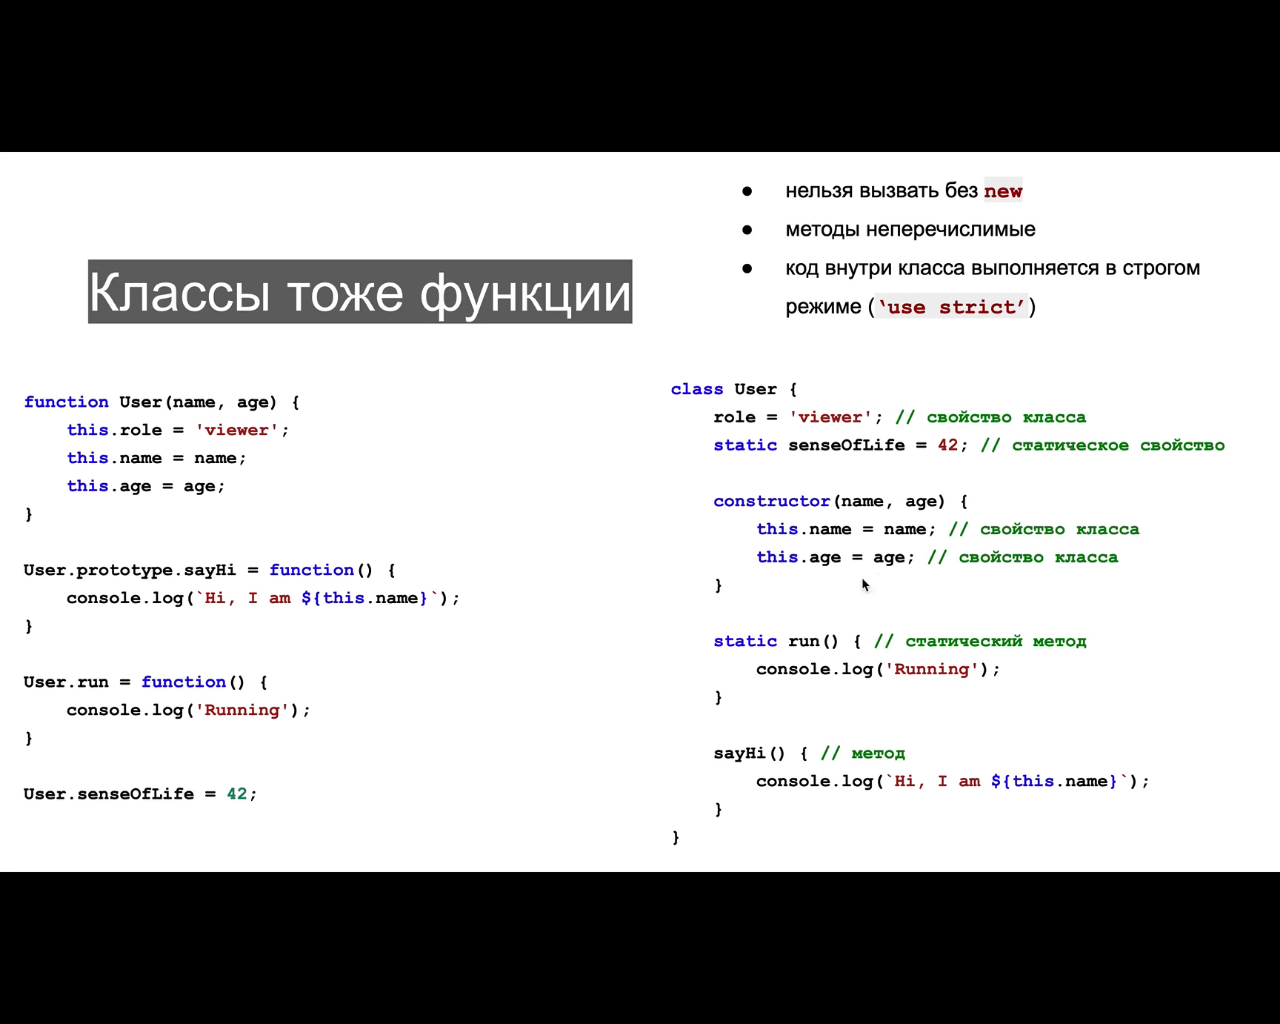 Классы тоже функции
● нельзя вызвать без new
● методы неперечислимые
● код внутри класса выполняется в строгом
режиме (‘use strict’)
function User(name, age) {
    this.role = 'viewer';
    this.name = name;
    this.age = age;
}
User.prototype.sayHi = function() {
    console.log(`Hi, I am ${this.name}`);
}
User.run = function() {
    console.log('Running');
}
User.senseOfLife = 42;
class User {
    role = 'viewer'; // свойство класса
    static senseOfLife = 42; // статическое свойство
    constructor(name, age) {
        this.name = name; // свойство класса
        this.age = age; // свойство класса
    }
    static run() { // статический метод
        console.log('Running');
    }
    sayHi() { // метод
        console.log(`Hi, I am ${this.name}`);
    }
}